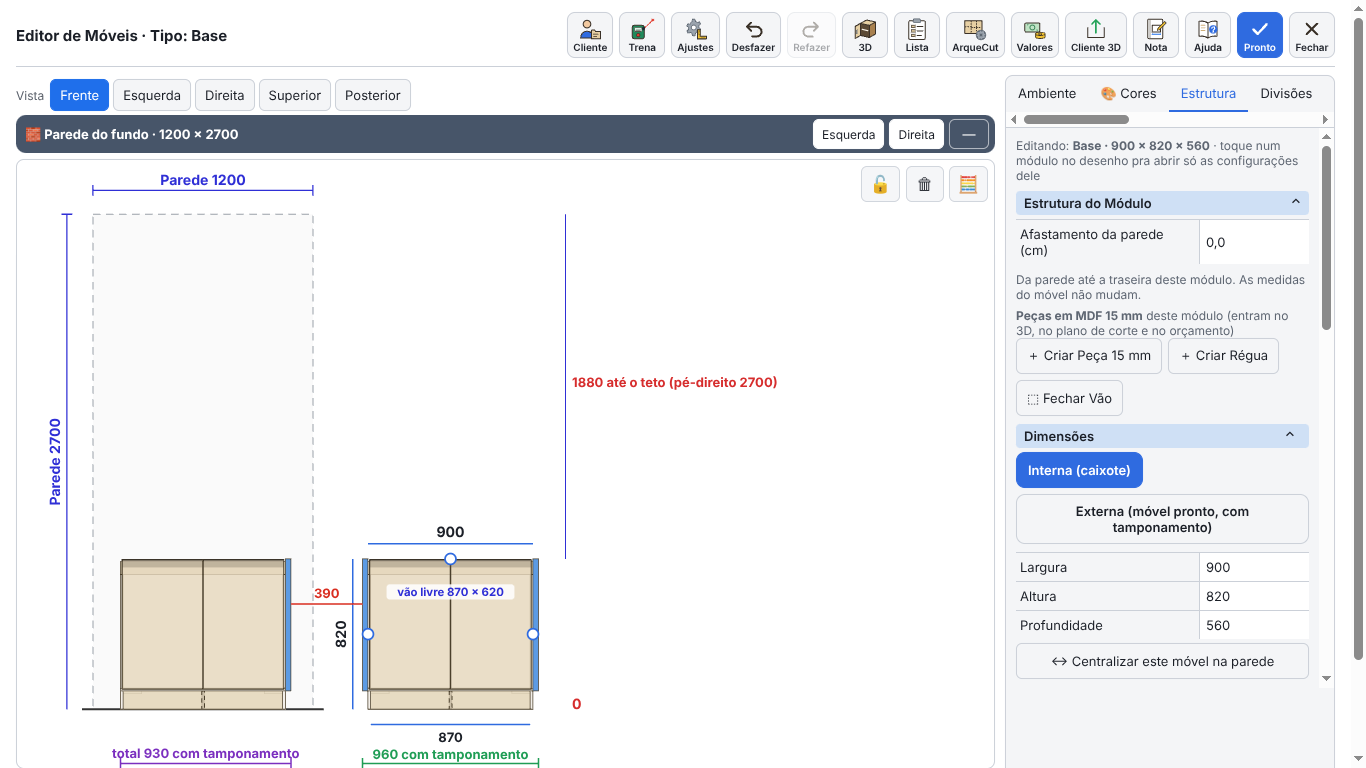 Editor de Móveis · Tipo: Base
Cliente
Trena
Ajustes
Desfazer
Refazer
3D
Lista
ArqueCut
Valores
Cliente 3D
Nota
Ajuda
Pronto
Fechar
Vista
Frente
Esquerda
Direita
Superior
Posterior
Parede do fundo · 1200 × 2700
Esquerda
Direita
—
Parede 1200
Parede 2700
1880 até o teto (pé-direito 2700)
900
vão livre 870 × 620
390
820
0
870
total 930 com tamponamento
960 com tamponamento
Ambiente
Cores
Estrutura
Divisões
Editando: Base · 900 × 820 × 560 · toque num
módulo no desenho pra abrir só as configurações
dele
Estrutura do Módulo
Afastamento da parede
(cm)
0,0
Da parede até a traseira deste módulo. As medidas
do móvel não mudam.
Peças em MDF 15 mm deste módulo (entram no
3D, no plano de corte e no orçamento)
+ Criar Peça 15 mm
+ Criar Régua
Fechar Vão
Dimensões
Interna (caixote)
Externa (móvel pronto, com
tamponamento)
Largura
900
Altura
820
Profundidade
560
↔ Centralizar este móvel na parede